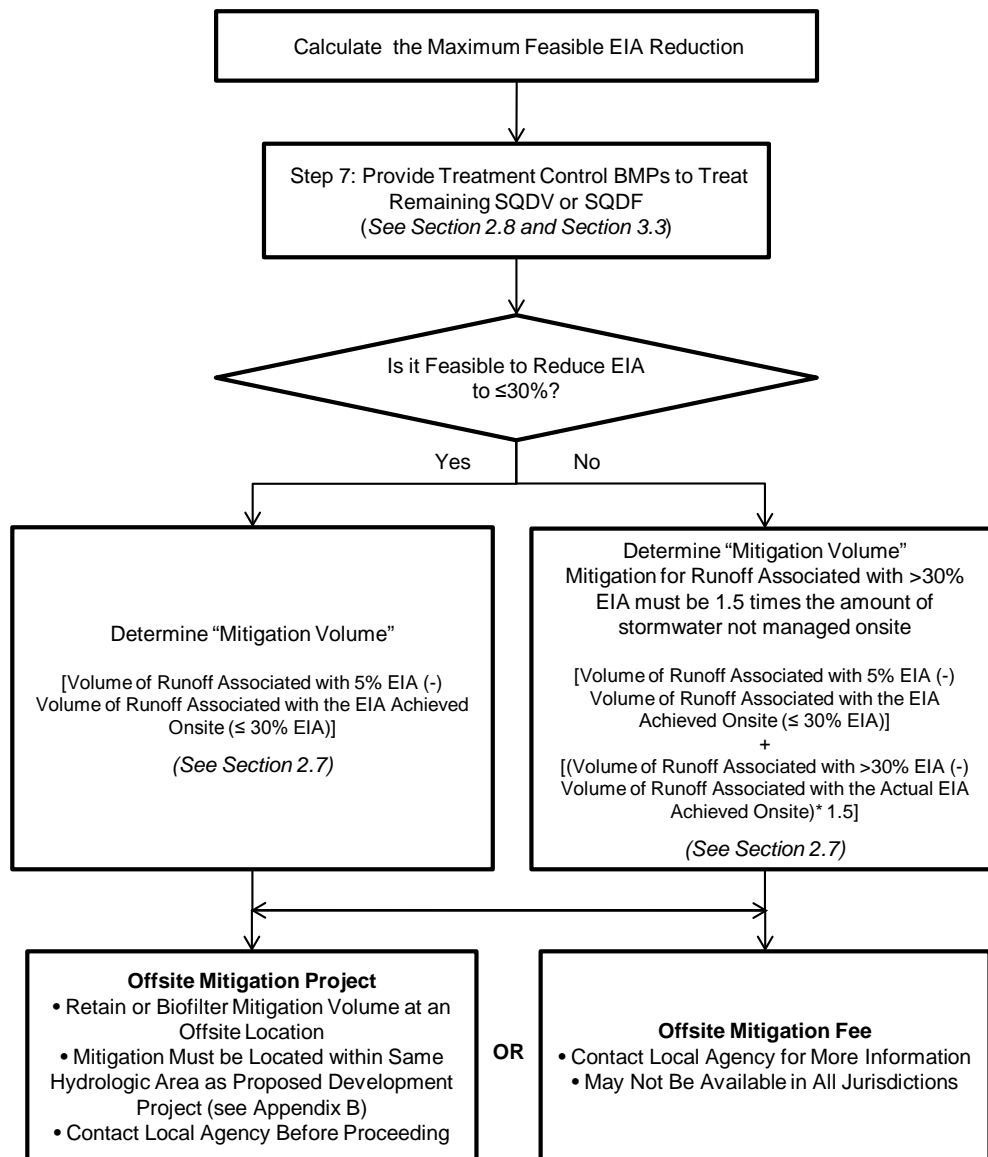 Calculate the Maximum Feasible EIA Reduction
Step 7: Provide Treatment Control BMPs to Treat
Remaining SQDV or SQDF
(See Section 2.8 and Section 3.3)
Is it Feasible to Reduce EIA
to ≤30%?
Yes
No
Determine “Mitigation Volume”
[Volume of Runoff Associated with 5% EIA (-)
Volume of Runoff Associated with the EIA Achieved
Onsite (≤ 30% EIA)]
(See Section 2.7)
Determine “Mitigation Volume”
Mitigation for Runoff Associated with >30%
EIA must be 1.5 times the amount of
stormwater not managed onsite
[Volume of Runoff Associated with 5% EIA (-)
Volume of Runoff Associated with the EIA
Achieved Onsite (≤ 30% EIA)]
+
[(Volume of Runoff Associated with >30% EIA (-)
Volume of Runoff Associated with the Actual EIA
Achieved Onsite)* 1.5]
(See Section 2.7)
Offsite Mitigation Project
• Retain or Biofilter Mitigation Volume at an
Offsite Location
• Mitigation Must be Located within Same
Hydrologic Area as Proposed Development
Project (see Appendix B)
• Contact Local Agency Before Proceeding
OR
Offsite Mitigation Fee
• Contact Local Agency for More Information
• May Not Be Available in All Jurisdictions